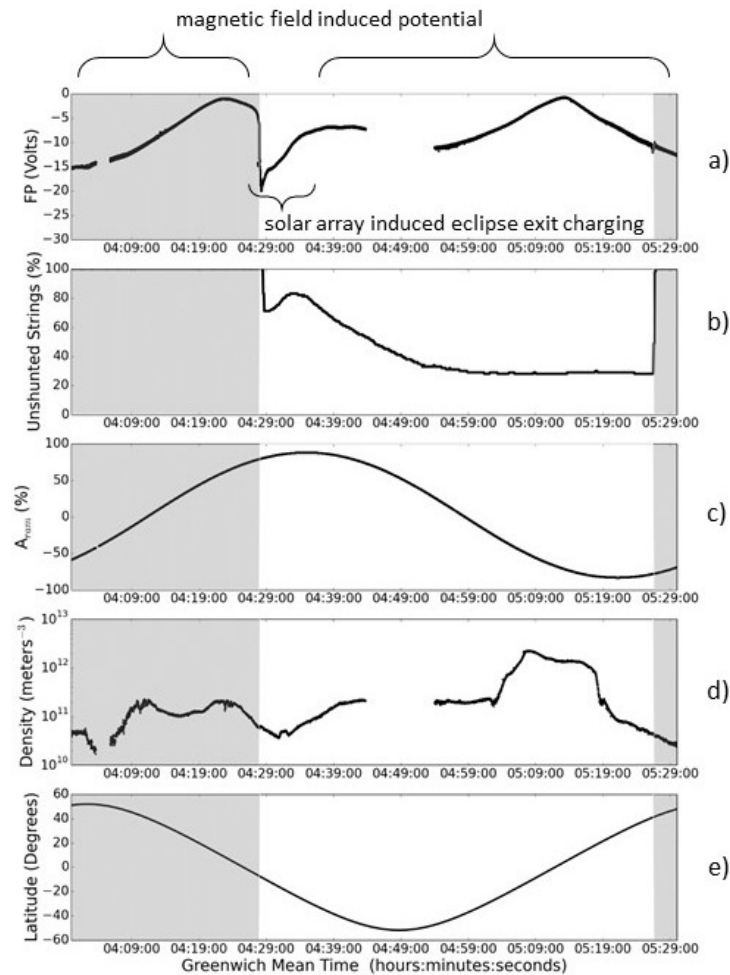 magnetic field induced potential
FP (Volts)
0
−5
−10
−15
−20
−25
−30
solar array induced eclipse exit charging
04:09:00 04:19:00 04:29:00 04:39:00 04:49:00 04:59:00 05:09:00 05:19:00 05:29:00
a)
Unshunted Strings (%)
100
80
60
40
20
0
04:09:00 04:19:00 04:29:00 04:39:00 04:49:00 04:59:00 05:09:00 05:19:00 05:29:00
b)
A_ram (%)
100
50
0
−50
−100
04:09:00 04:19:00 04:29:00 04:39:00 04:49:00 04:59:00 05:09:00 05:19:00 05:29:00
c)
Density (meters⁻³)
10¹³
10¹²
10¹¹
10¹⁰
04:09:00 04:19:00 04:29:00 04:39:00 04:49:00 04:59:00 05:09:00 05:19:00 05:29:00
d)
Latitude (Degrees)
60
40
20
0
−20
−40
−60
04:09:00 04:19:00 04:29:00 04:39:00 04:49:00 04:59:00 05:09:00 05:19:00 05:29:00
e)
Greenwich Mean Time (hours:minutes:seconds)